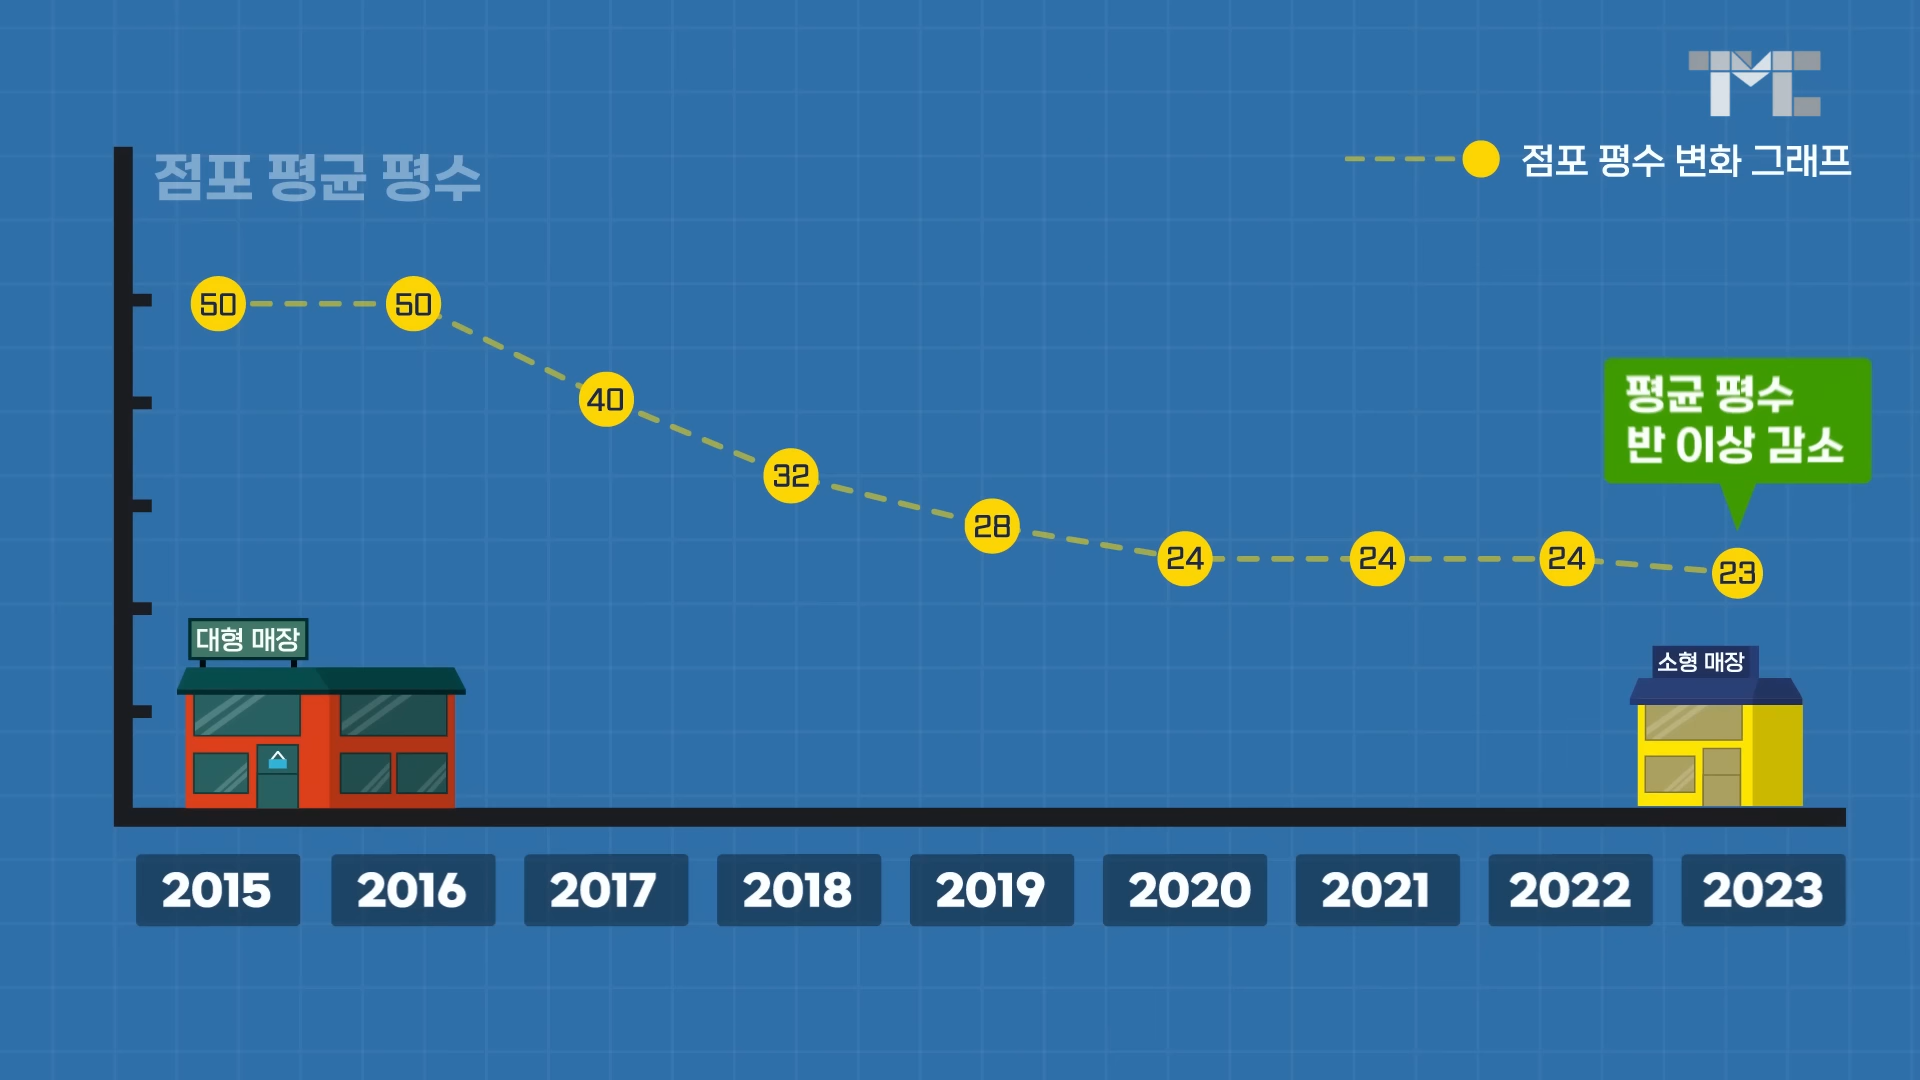 TMC
점포 평수 변화 그래프
점포 평균 평수
50
50
40
32
28
24
24
24
23
평균 평수
반 이상 감소
대형 매장
소형 매장
2015
2016
2017
2018
2019
2020
2021
2022
2023